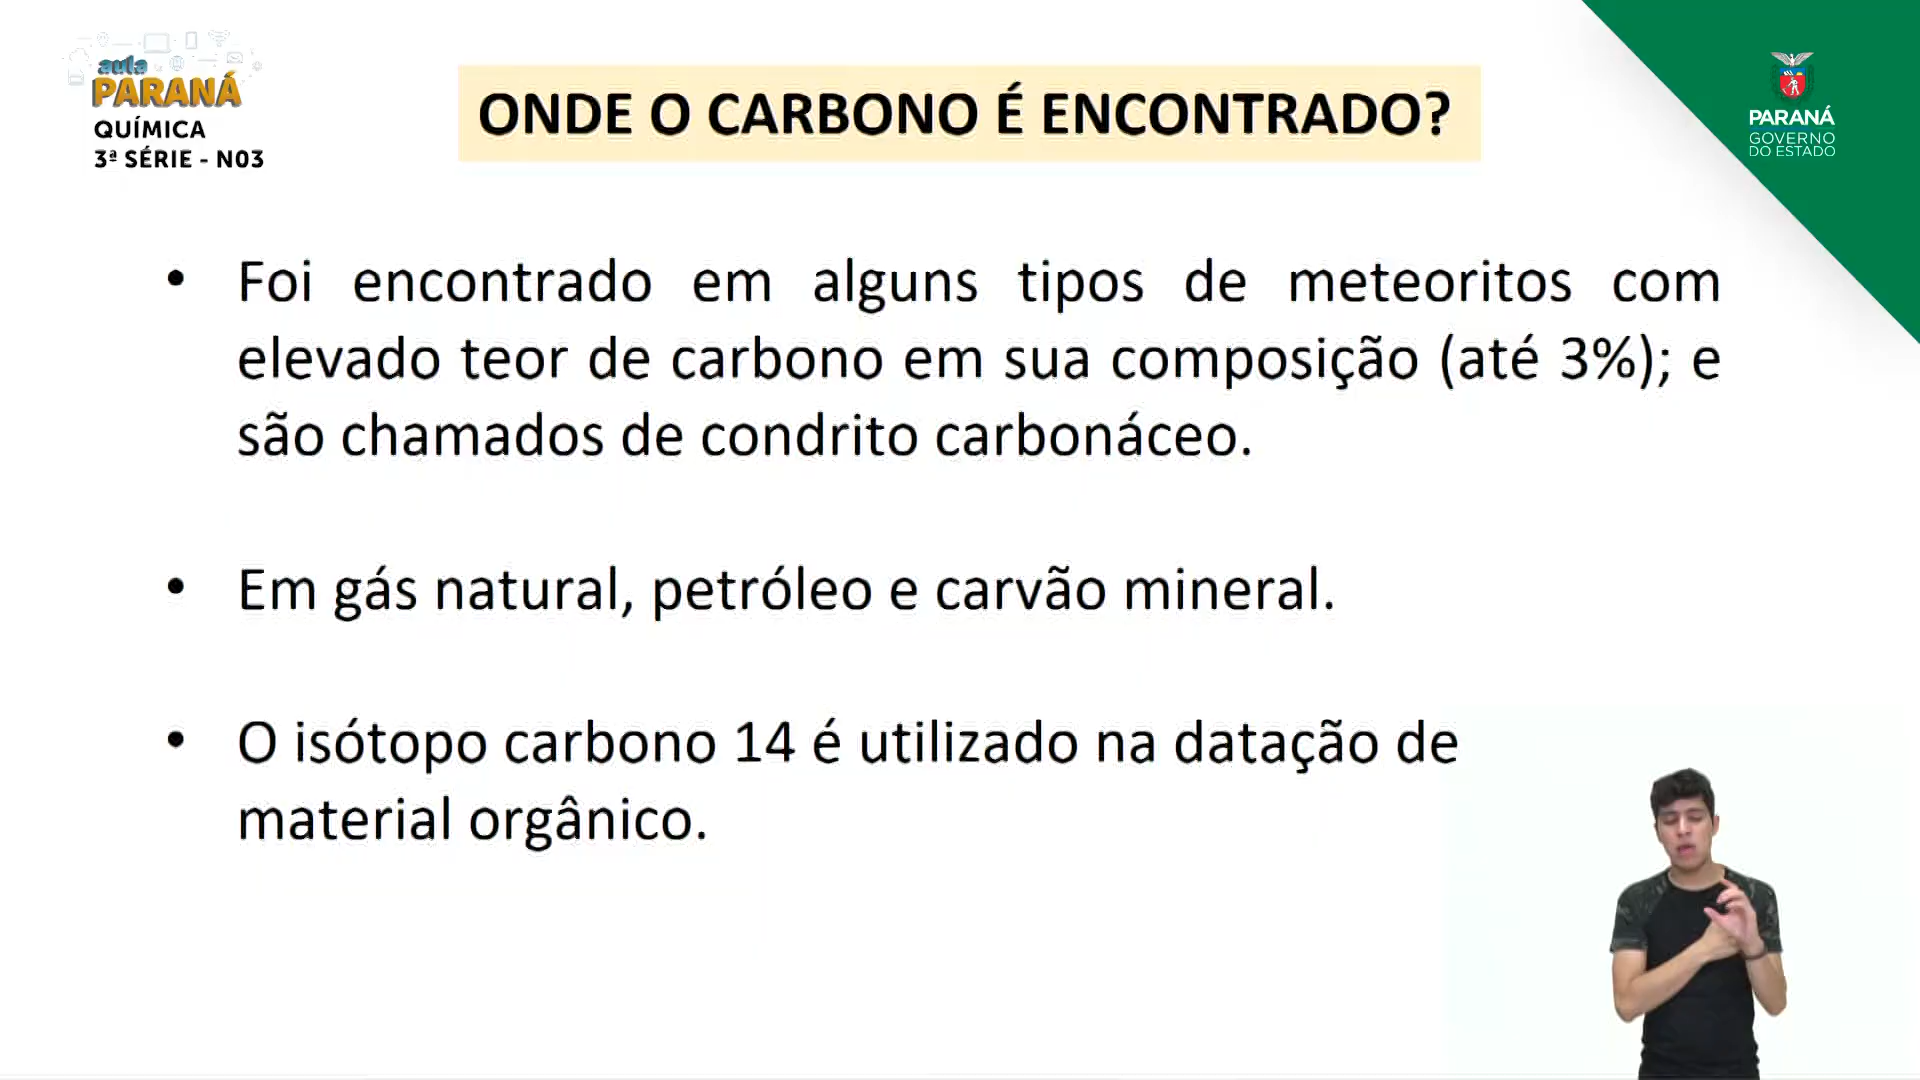 aula
PARANÁ
QUÍMICA
3ª SÉRIE - N03
ONDE O CARBONO É ENCONTRADO?
PARANÁ
GOVERNO
DO ESTADO
• Foi encontrado em alguns tipos de meteoritos com
elevado teor de carbono em sua composição (até 3%); e
são chamados de condrito carbonáceo.
• Em gás natural, petróleo e carvão mineral.
• O isótopo carbono 14 é utilizado na datação de
material orgânico.